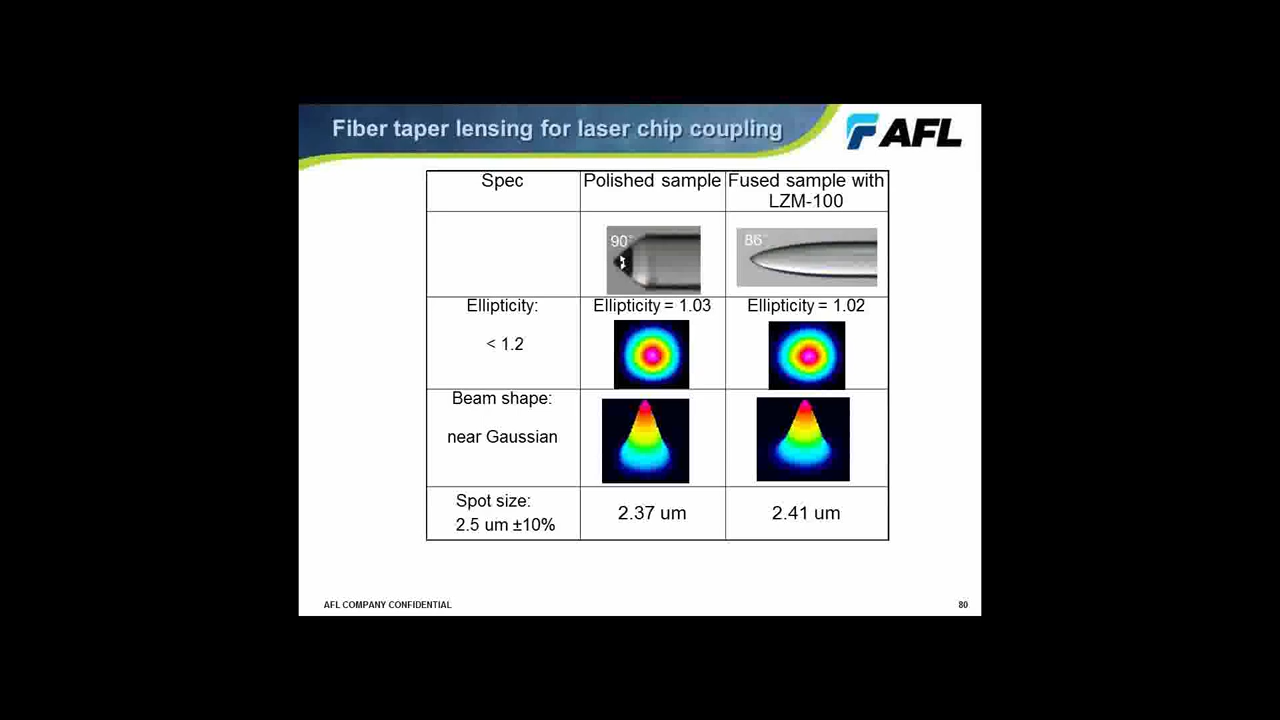 Fiber taper lensing for laser chip coupling
AFL
Spec
Polished sample
Fused sample with
LZM-100
90°
86°
Ellipticity:
< 1.2
Ellipticity = 1.03
Ellipticity = 1.02
Beam shape:
near Gaussian
Spot size:
2.5 um ±10%
2.37 um
2.41 um
AFL COMPANY CONFIDENTIAL
80